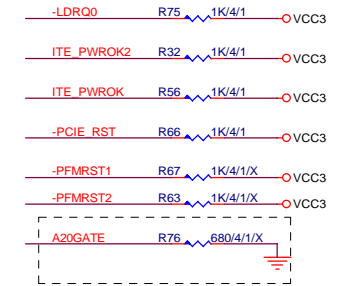 -LDRQ0 R75 1K/4/1 VCC3
ITE_PWROK2 R32 1K/4/1 VCC3
ITE_PWROK R56 1K/4/1 VCC3
-PCIE_RST R66 1K/4/1 VCC3
-PFMRST1 R67 1K/4/1/X VCC3
-PFMRST2 R63 1K/4/1/X VCC3
A20GATE R76 680/4/1/X